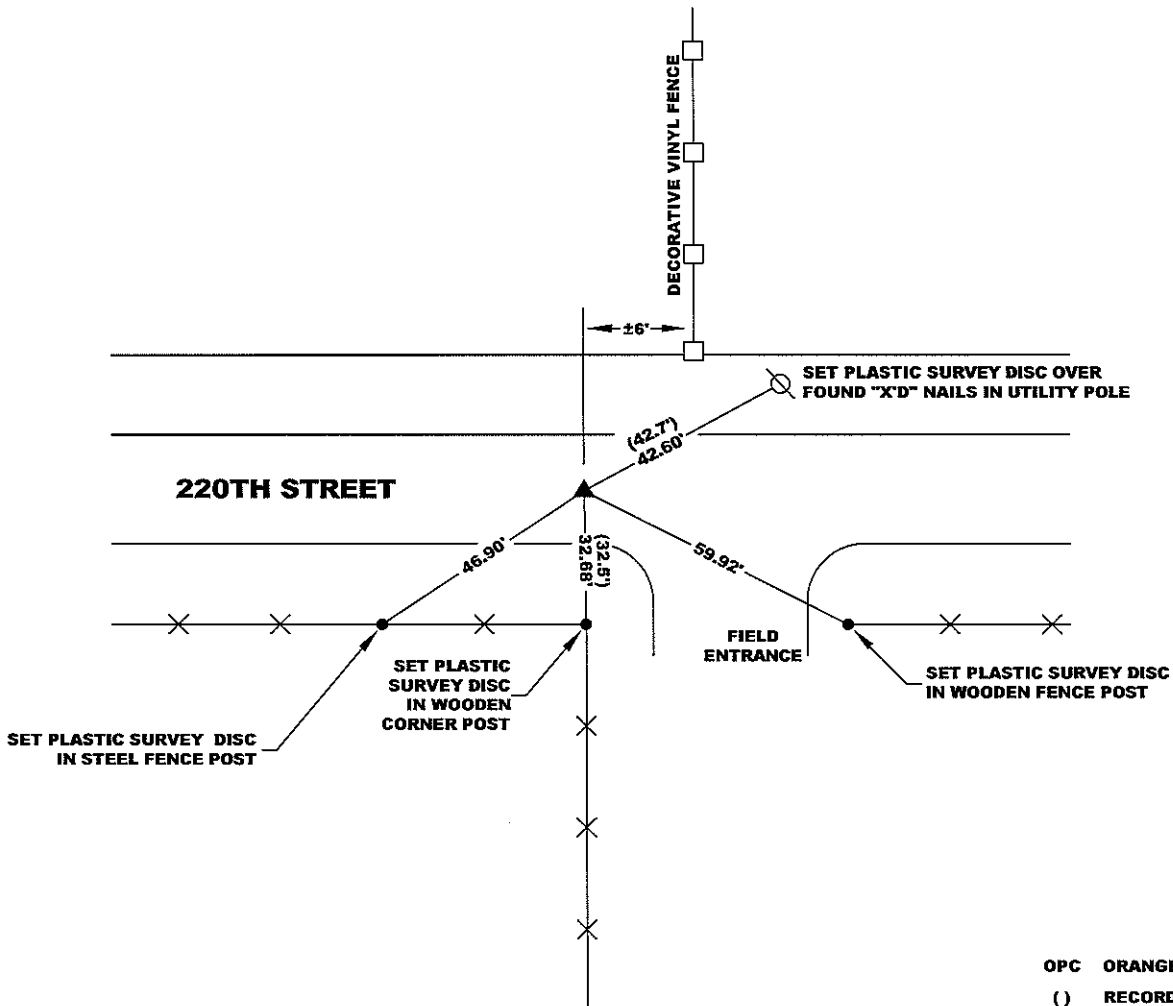 DECORATIVE VINYL FENCE
±6'
SET PLASTIC SURVEY DISC OVER
FOUND "X'D" NAILS IN UTILITY POLE
(42.7')
42.60'
220TH STREET
46.90'
(32.5')
32.68'
59.92'
FIELD
ENTRANCE
SET PLASTIC
SURVEY DISC
IN WOODEN
CORNER POST
SET PLASTIC SURVEY DISC
IN WOODEN FENCE POST
SET PLASTIC SURVEY DISC
IN STEEL FENCE POST
OPC
( ) RECORD